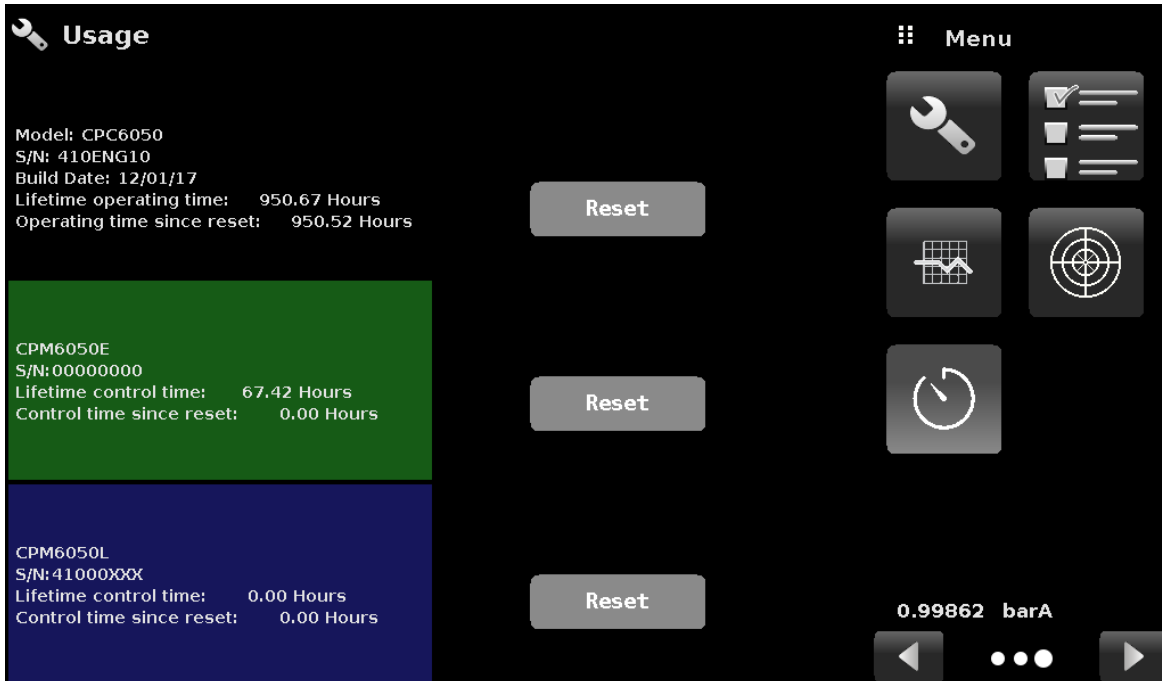 Usage
Menu
Model: CPC6050
S/N: 410ENG10
Build Date: 12/01/17
Lifetime operating time: 950.67 Hours
Operating time since reset: 950.52 Hours
Reset
CPM6050E
S/N:00000000
Lifetime control time: 67.42 Hours
Control time since reset: 0.00 Hours
Reset
CPM6050L
S/N:41000XXX
Lifetime control time: 0.00 Hours
Control time since reset: 0.00 Hours
Reset
0.99862 barA